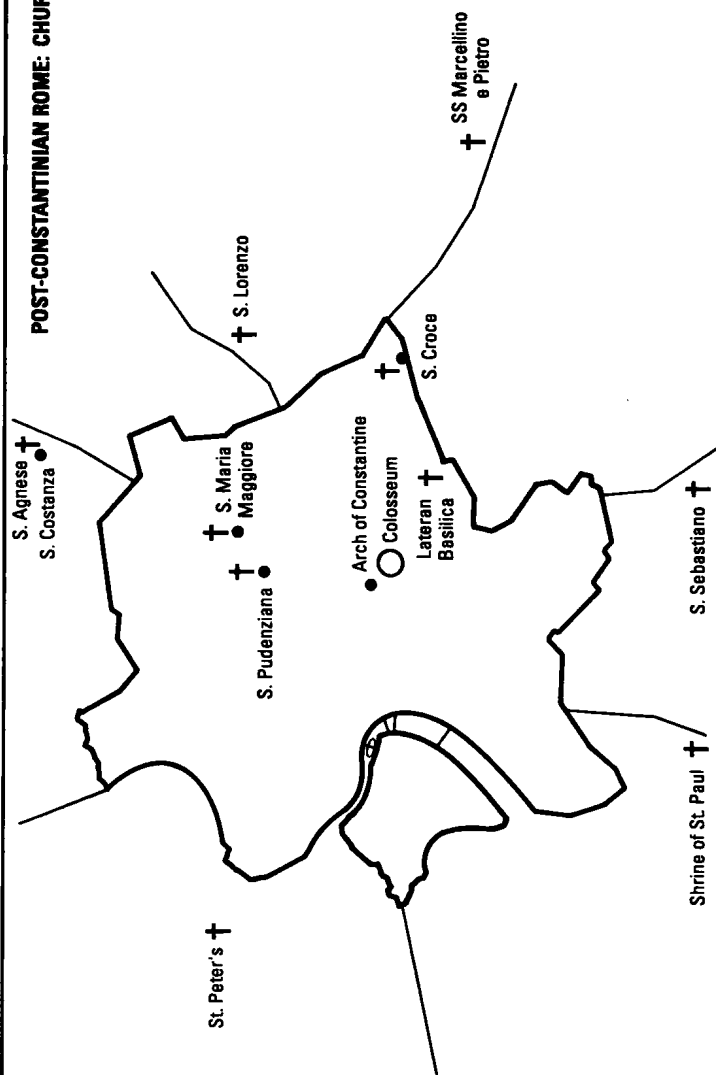 POST-CONSTANTINIAN ROME: CHUR
S. Agnese
S. Costanza
S. Lorenzo
SS Marcellino
e Pietro
S. Maria
Maggiore
S. Pudenziana
Arch of Constantine
Colosseum
S. Croce
Lateran
Basilica
St. Peter's
S. Sebastiano
Shrine of St. Paul